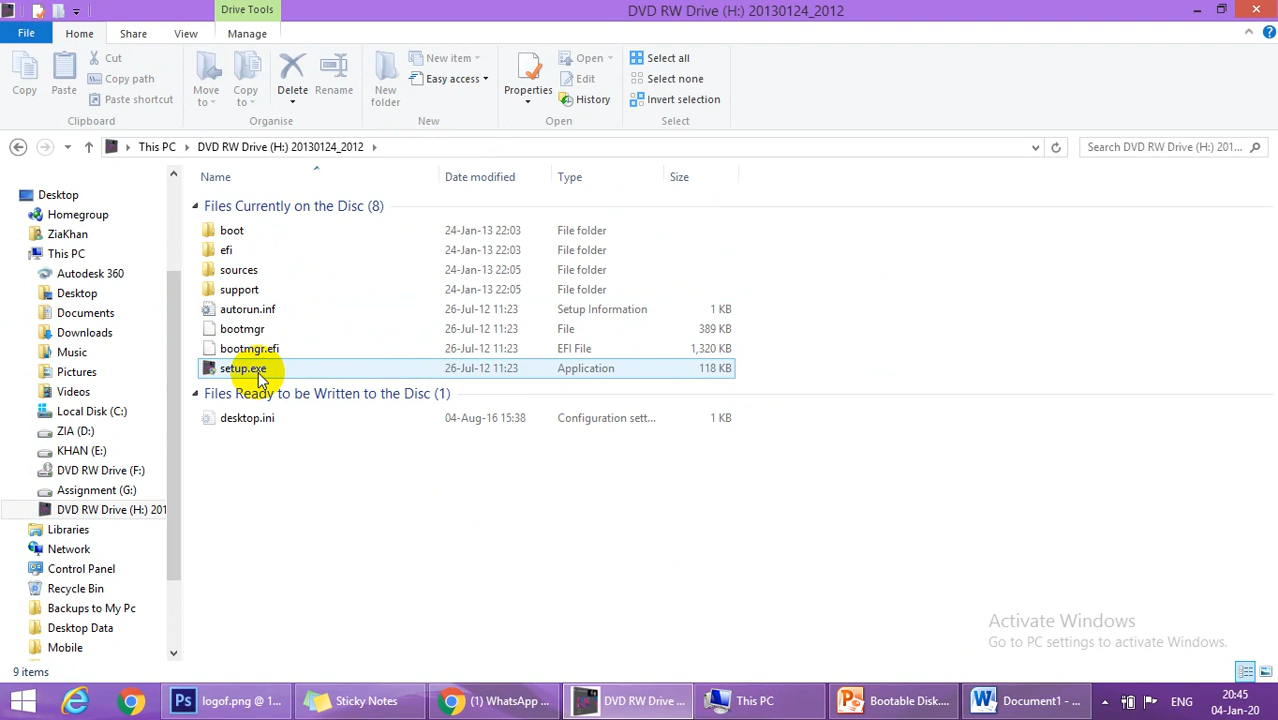 Drive Tools
DVD RW Drive (H:) 20130124_2012
File
Home
Share
View
Manage
Copy
Paste
Cut
Copy path
Paste shortcut
Clipboard
Move to
Copy to
Delete
Rename
Organise
New folder
New item
Easy access
New
Properties
Open
Edit
History
Open
Select all
Select none
Invert selection
Select
This PC
DVD RW Drive (H:) 20130124_2012
Search DVD RW Drive (H:) 201...
Name
Date modified
Type
Size
Files Currently on the Disc (8)
boot 24-Jan-13 22:03 File folder
efi 24-Jan-13 22:03 File folder
sources 24-Jan-13 22:05 File folder
support 24-Jan-13 22:05 File folder
autorun.inf 26-Jul-12 11:23 Setup Information 1 KB
bootmgr 26-Jul-12 11:23 File 389 KB
bootmgr.efi 26-Jul-12 11:23 EFI File 1,320 KB
setup.exe 26-Jul-12 11:23 Application 118 KB
Files Ready to be Written to the Disc (1)
desktop.ini 04-Aug-16 15:38 Configuration sett... 1 KB
Desktop
Homegroup
ZiaKhan
This PC
Autodesk 360
Desktop
Documents
Downloads
Music
Pictures
Videos
Local Disk (C:)
ZIA (D:)
KHAN (E:)
DVD RW Drive (F:)
Assignment (G:)
DVD RW Drive (H:) 201
Libraries
Network
Control Panel
Recycle Bin
Backups to My Pc
Desktop Data
Mobile
Activate Windows
Go to PC settings to activate Windows.
9 items
logof.png @ 1...
Sticky Notes
(1) WhatsApp ...
DVD RW Drive ...
This PC
Bootable Disk....
Document1 - ...
ENG
20:45
04-Jan-20